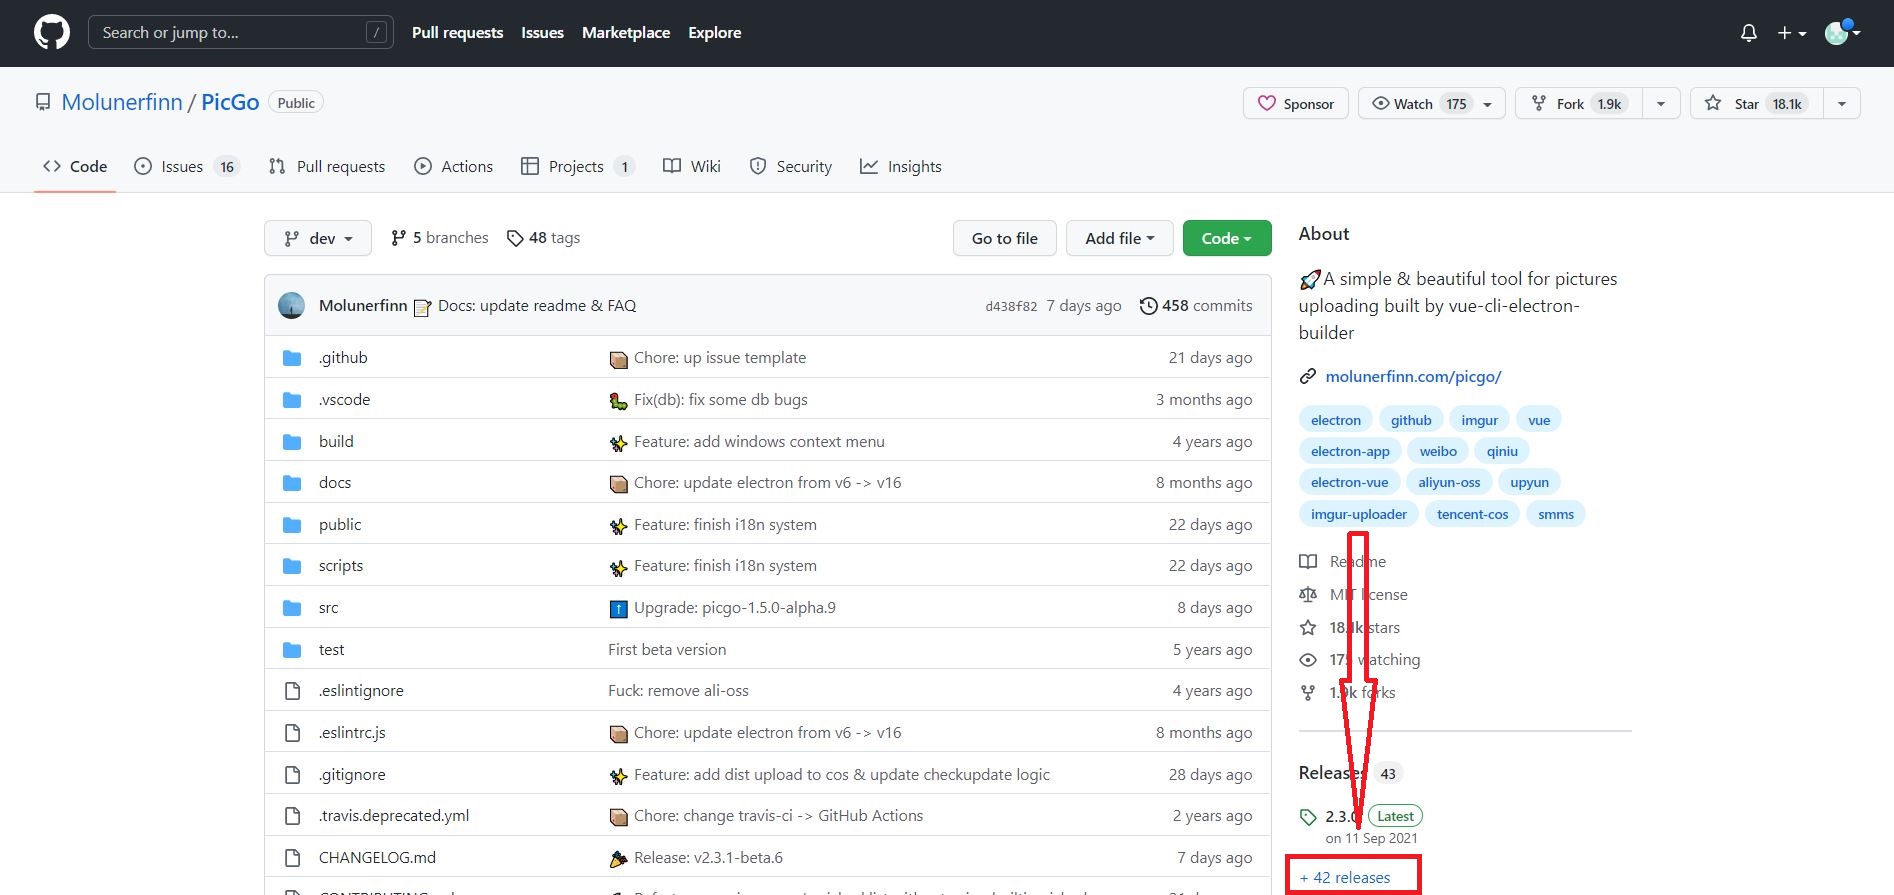 Search or jump to... / Pull requests Issues Marketplace Explore
Molunerfinn / PicGo Public Sponsor Watch 175 Fork 1.9k Star 18.1k
Code Issues 16 Pull requests Actions Projects 1 Wiki Security Insights
dev 5 branches 48 tags Go to file Add file Code
Molunerfinn Docs: update readme & FAQ d438f82 7 days ago 458 commits
.github Chore: up issue template 21 days ago
.vscode Fix(db): fix some db bugs 3 months ago
build Feature: add windows context menu 4 years ago
docs Chore: update electron from v6 -> v16 8 months ago
public Feature: finish i18n system 22 days ago
scripts Feature: finish i18n system 22 days ago
src Upgrade: picgo-1.5.0-alpha.9 8 days ago
test First beta version 5 years ago
.eslintignore Fuck: remove ali-oss 4 years ago
.eslintrc.js Chore: update electron from v6 -> v16 8 months ago
.gitignore Feature: add dist upload to cos & update checkupdate logic 28 days ago
.travis.deprecated.yml Chore: change travis-ci -> GitHub Actions 2 years ago
CHANGELOG.md Release: v2.3.1-beta.6 7 days ago
About
A simple & beautiful tool for pictures
uploading built by vue-cli-electron-
builder
molunerfinn.com/picgo/
electron github imgur vue
electron-app weibo qiniu
electron-vue aliyun-oss upyun
imgur-uploader tencent-cos smms
Readme
MIT license
18.1k stars
175 watching
1.9k forks
Releases 43
2.3.0 Latest
on 11 Sep 2021
+ 42 releases